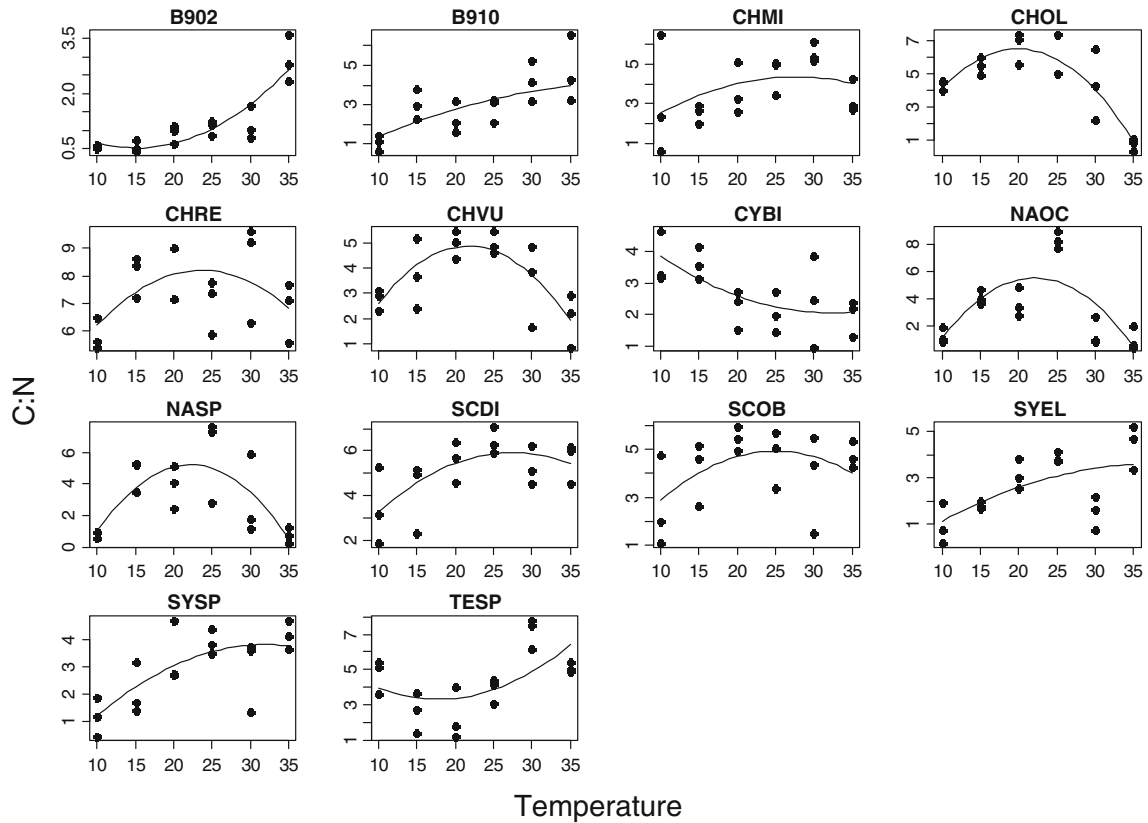 B902 B910 CHMI CHOL
3.5 2.0 0.5
5 3 1
5 3 1
7 5 3 1
10 15 20 25 30 35 10 15 20 25 30 35 10 15 20 25 30 35 10 15 20 25 30 35
CHRE CHVU CYBI NAOC
9 8 7 6
5 4 3 2 1
4 3 2 1
8 6 4 2
10 15 20 25 30 35 10 15 20 25 30 35 10 15 20 25 30 35 10 15 20 25 30 35
C:N
NASP SCDI SCOB SYEL
6 4 2 0
6 5 4 3 2
5 3 1
5 3 1
10 15 20 25 30 35 10 15 20 25 30 35 10 15 20 25 30 35 10 15 20 25 30 35
SYSP TESP
4 3 2 1
7 5 3 1
10 15 20 25 30 35 10 15 20 25 30 35
Temperature